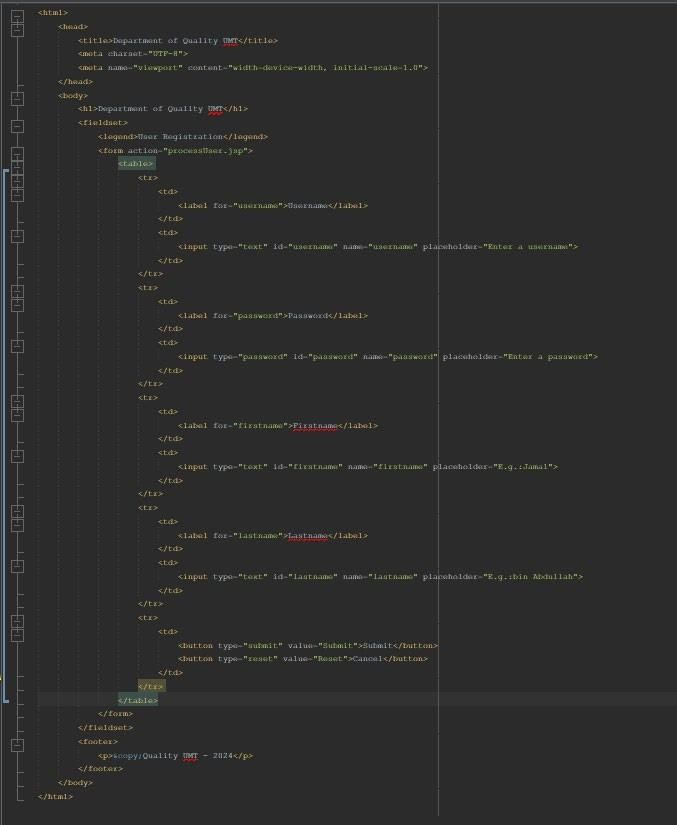 <html>
<head>
<title>Department of Quality UMT</title>
<meta charset="UTF-8">
<meta name="viewport" content="width-device-width, initial-scale-1.0">
</head>
<body>
<h1>Department of Quality UMT</h1>
<fieldset>
<legend>User Registration</legend>
<form action="processUser.jsp">
<table>
<tr>
<td>
<label for="username">Username</label>
</td>
<td>
<input type="text" id="username" name="username" placeholder="Enter a username">
</td>
</tr>
<tr>
<td>
<label for="password">Password</label>
</td>
<td>
<input type="password" id="password" name="password" placeholder="Enter a password">
</td>
</tr>
<tr>
<td>
<label for="firstname">Firstname</label>
</td>
<td>
<input type="text" id="firstname" name="firstname" placeholder="E.g.:Jamal">
</td>
</tr>
<tr>
<td>
<label for="lastname">Lastname</label>
</td>
<td>
<input type="text" id="lastname" name="lastname" placeholder="E.g.:bin Abdullah">
</td>
</tr>
<tr>
<td>
<button type="submit" value="Submit">Submit</button>
<button type="reset" value="Reset">Cancel</button>
</td>
</tr>
</table>
</form>
</fieldset>
<footer>
<p>&copy;Quality UMT - 2024</p>
</footer>
</body>
</html>